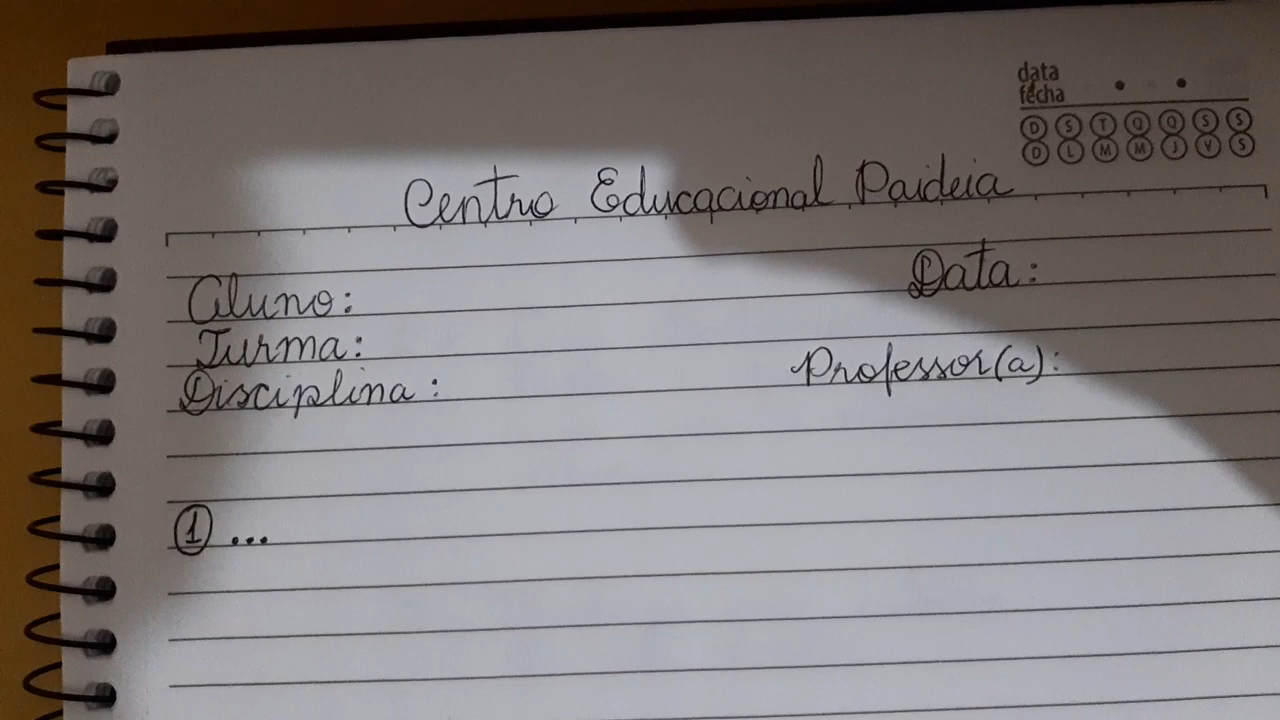 data
fecha
D S T Q Q S S
D L M M J V S
Centro Educacional Paideia
Aluno: Data:
Turma:
Disciplina: Professor(a):
1 ...